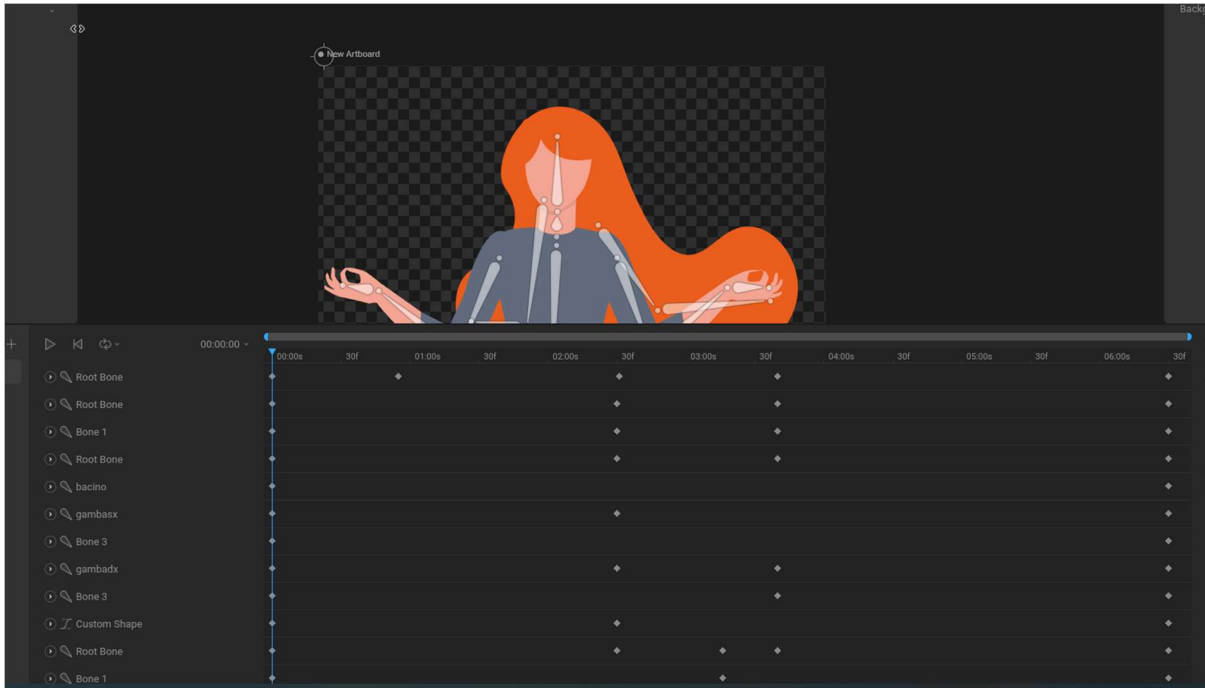 Backg
New Artboard
00:00:00
00:00s 30f 01:00s 30f 02:00s 30f 03:00s 30f 04:00s 30f 05:00s 30f 06:00s 30f
Root Bone
Root Bone
Bone 1
Root Bone
bacino
gambasx
Bone 3
gambadx
Bone 3
Custom Shape
Root Bone
Bone 1